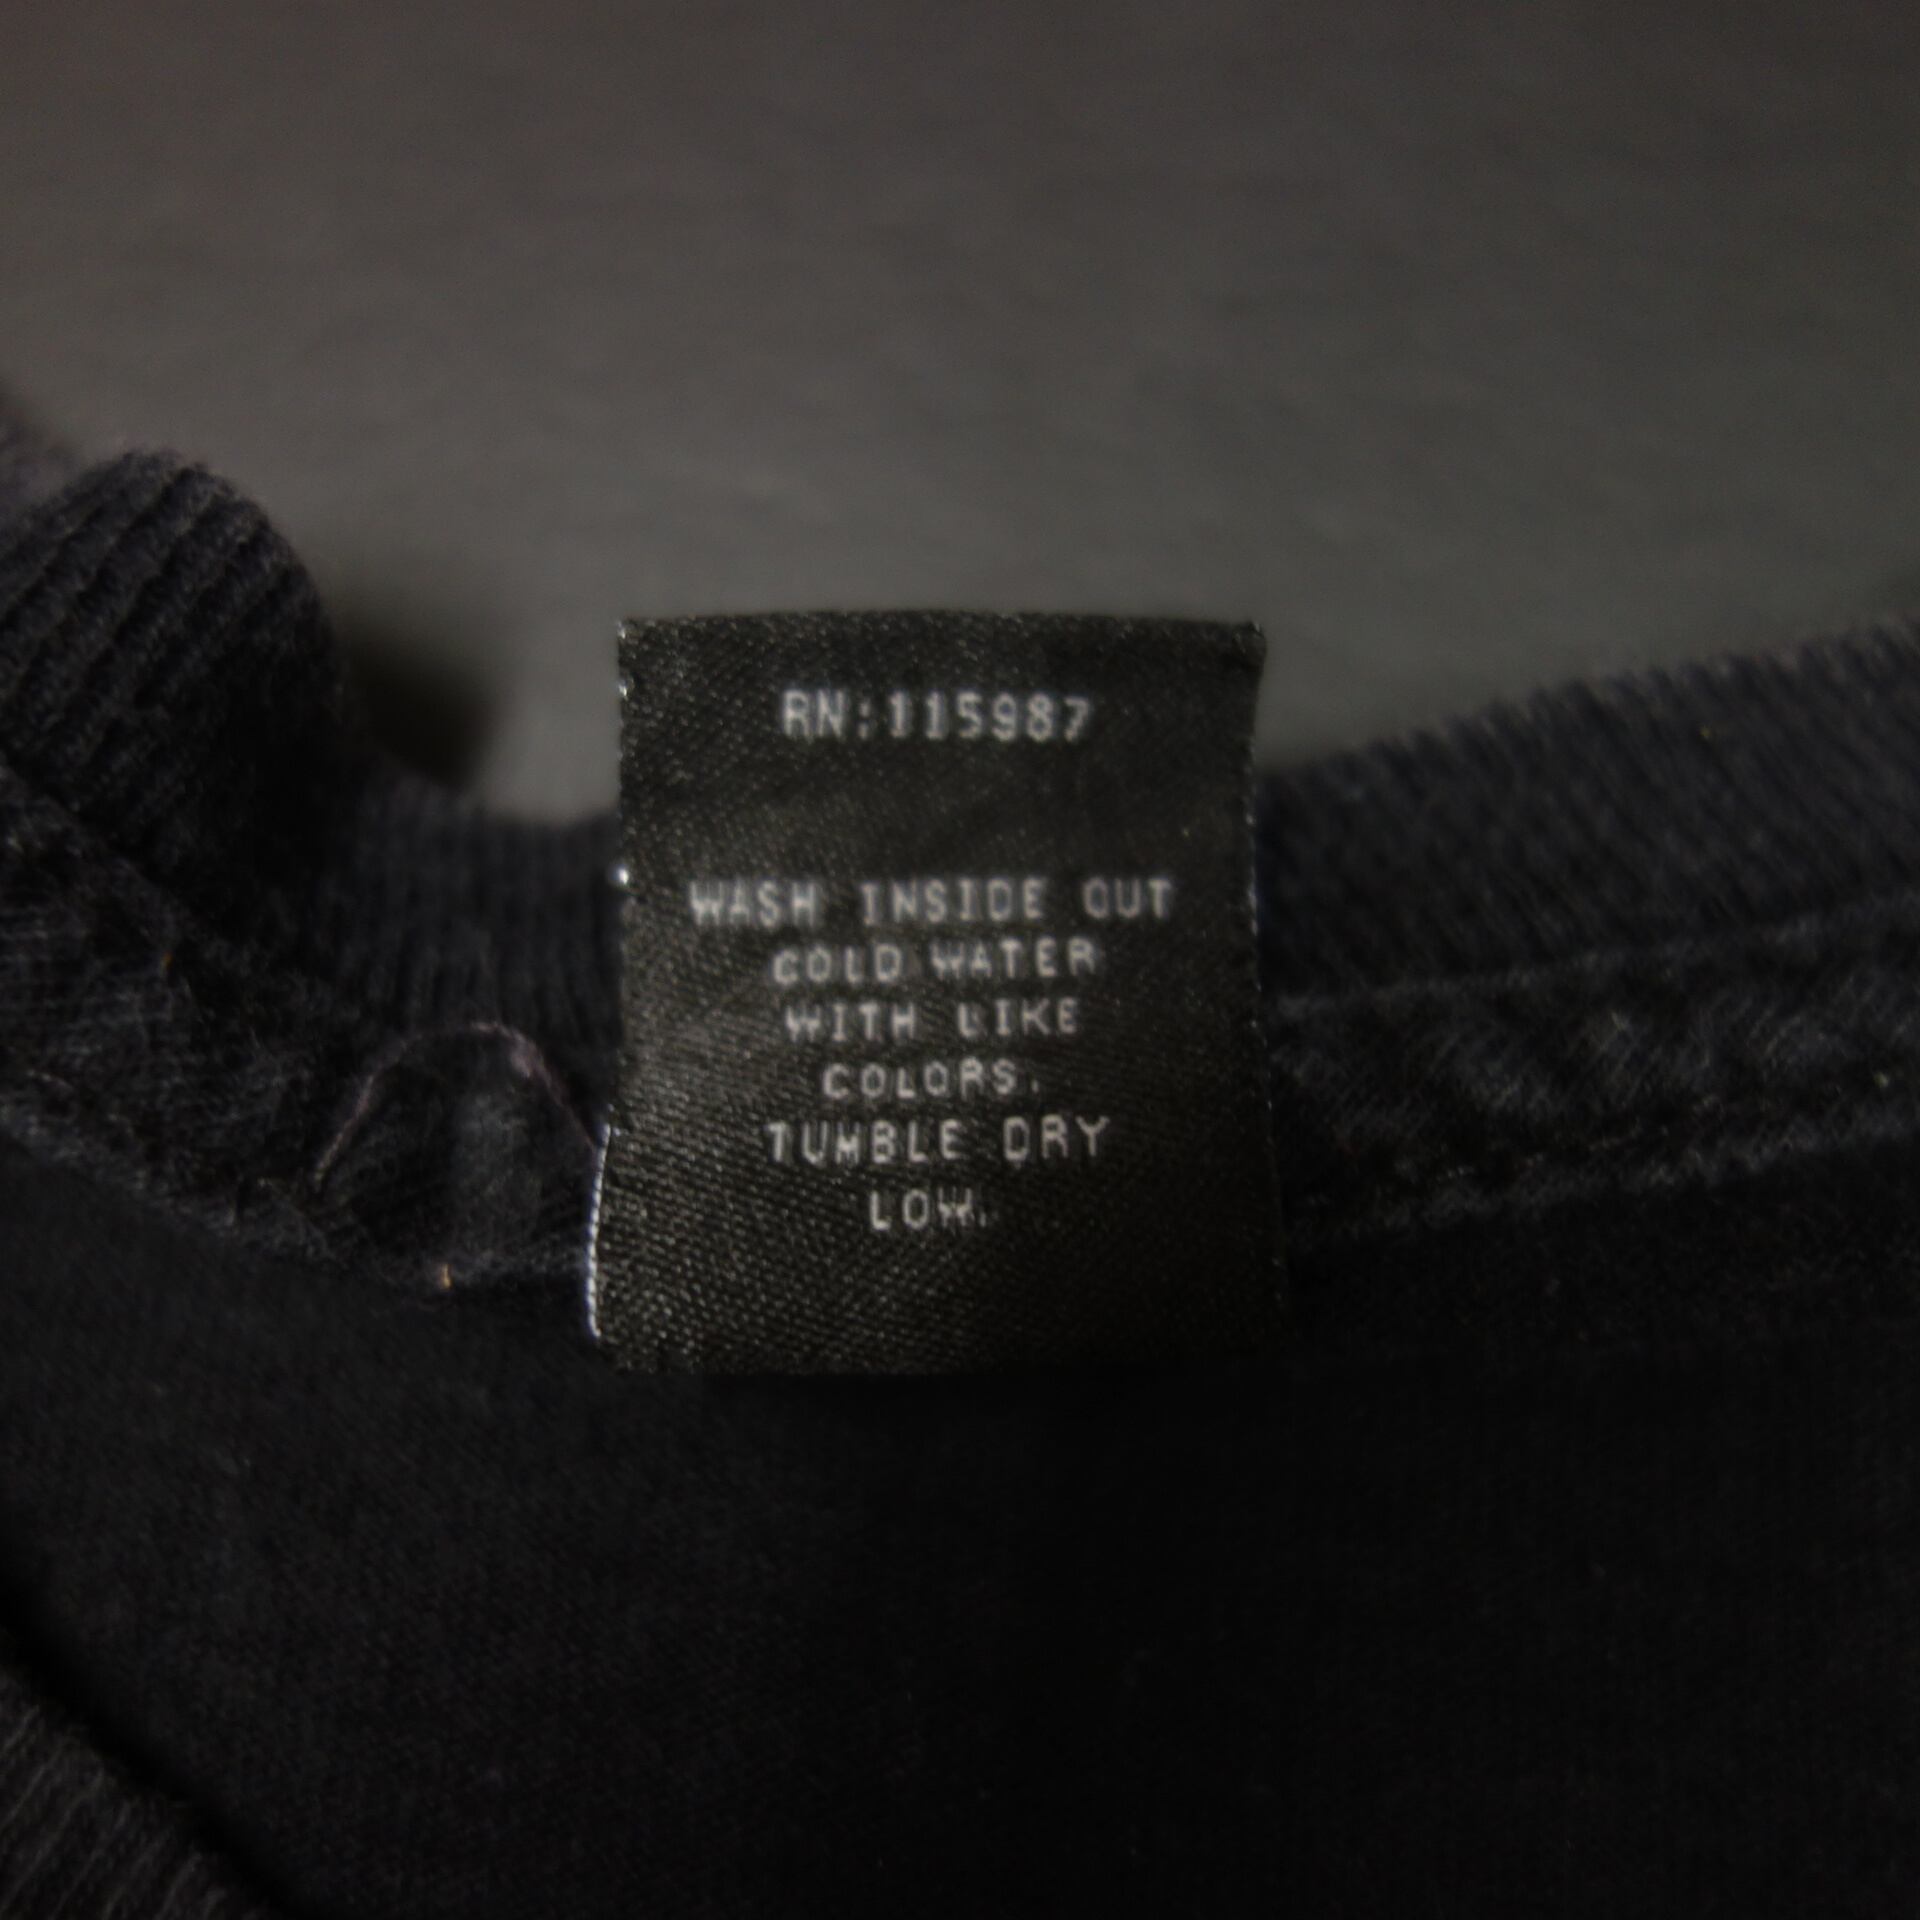 RN:115987
WASH INSIDE OUT
COLD WATER
WITH LIKE
COLORS.
TUMBLE DRY
LOW.